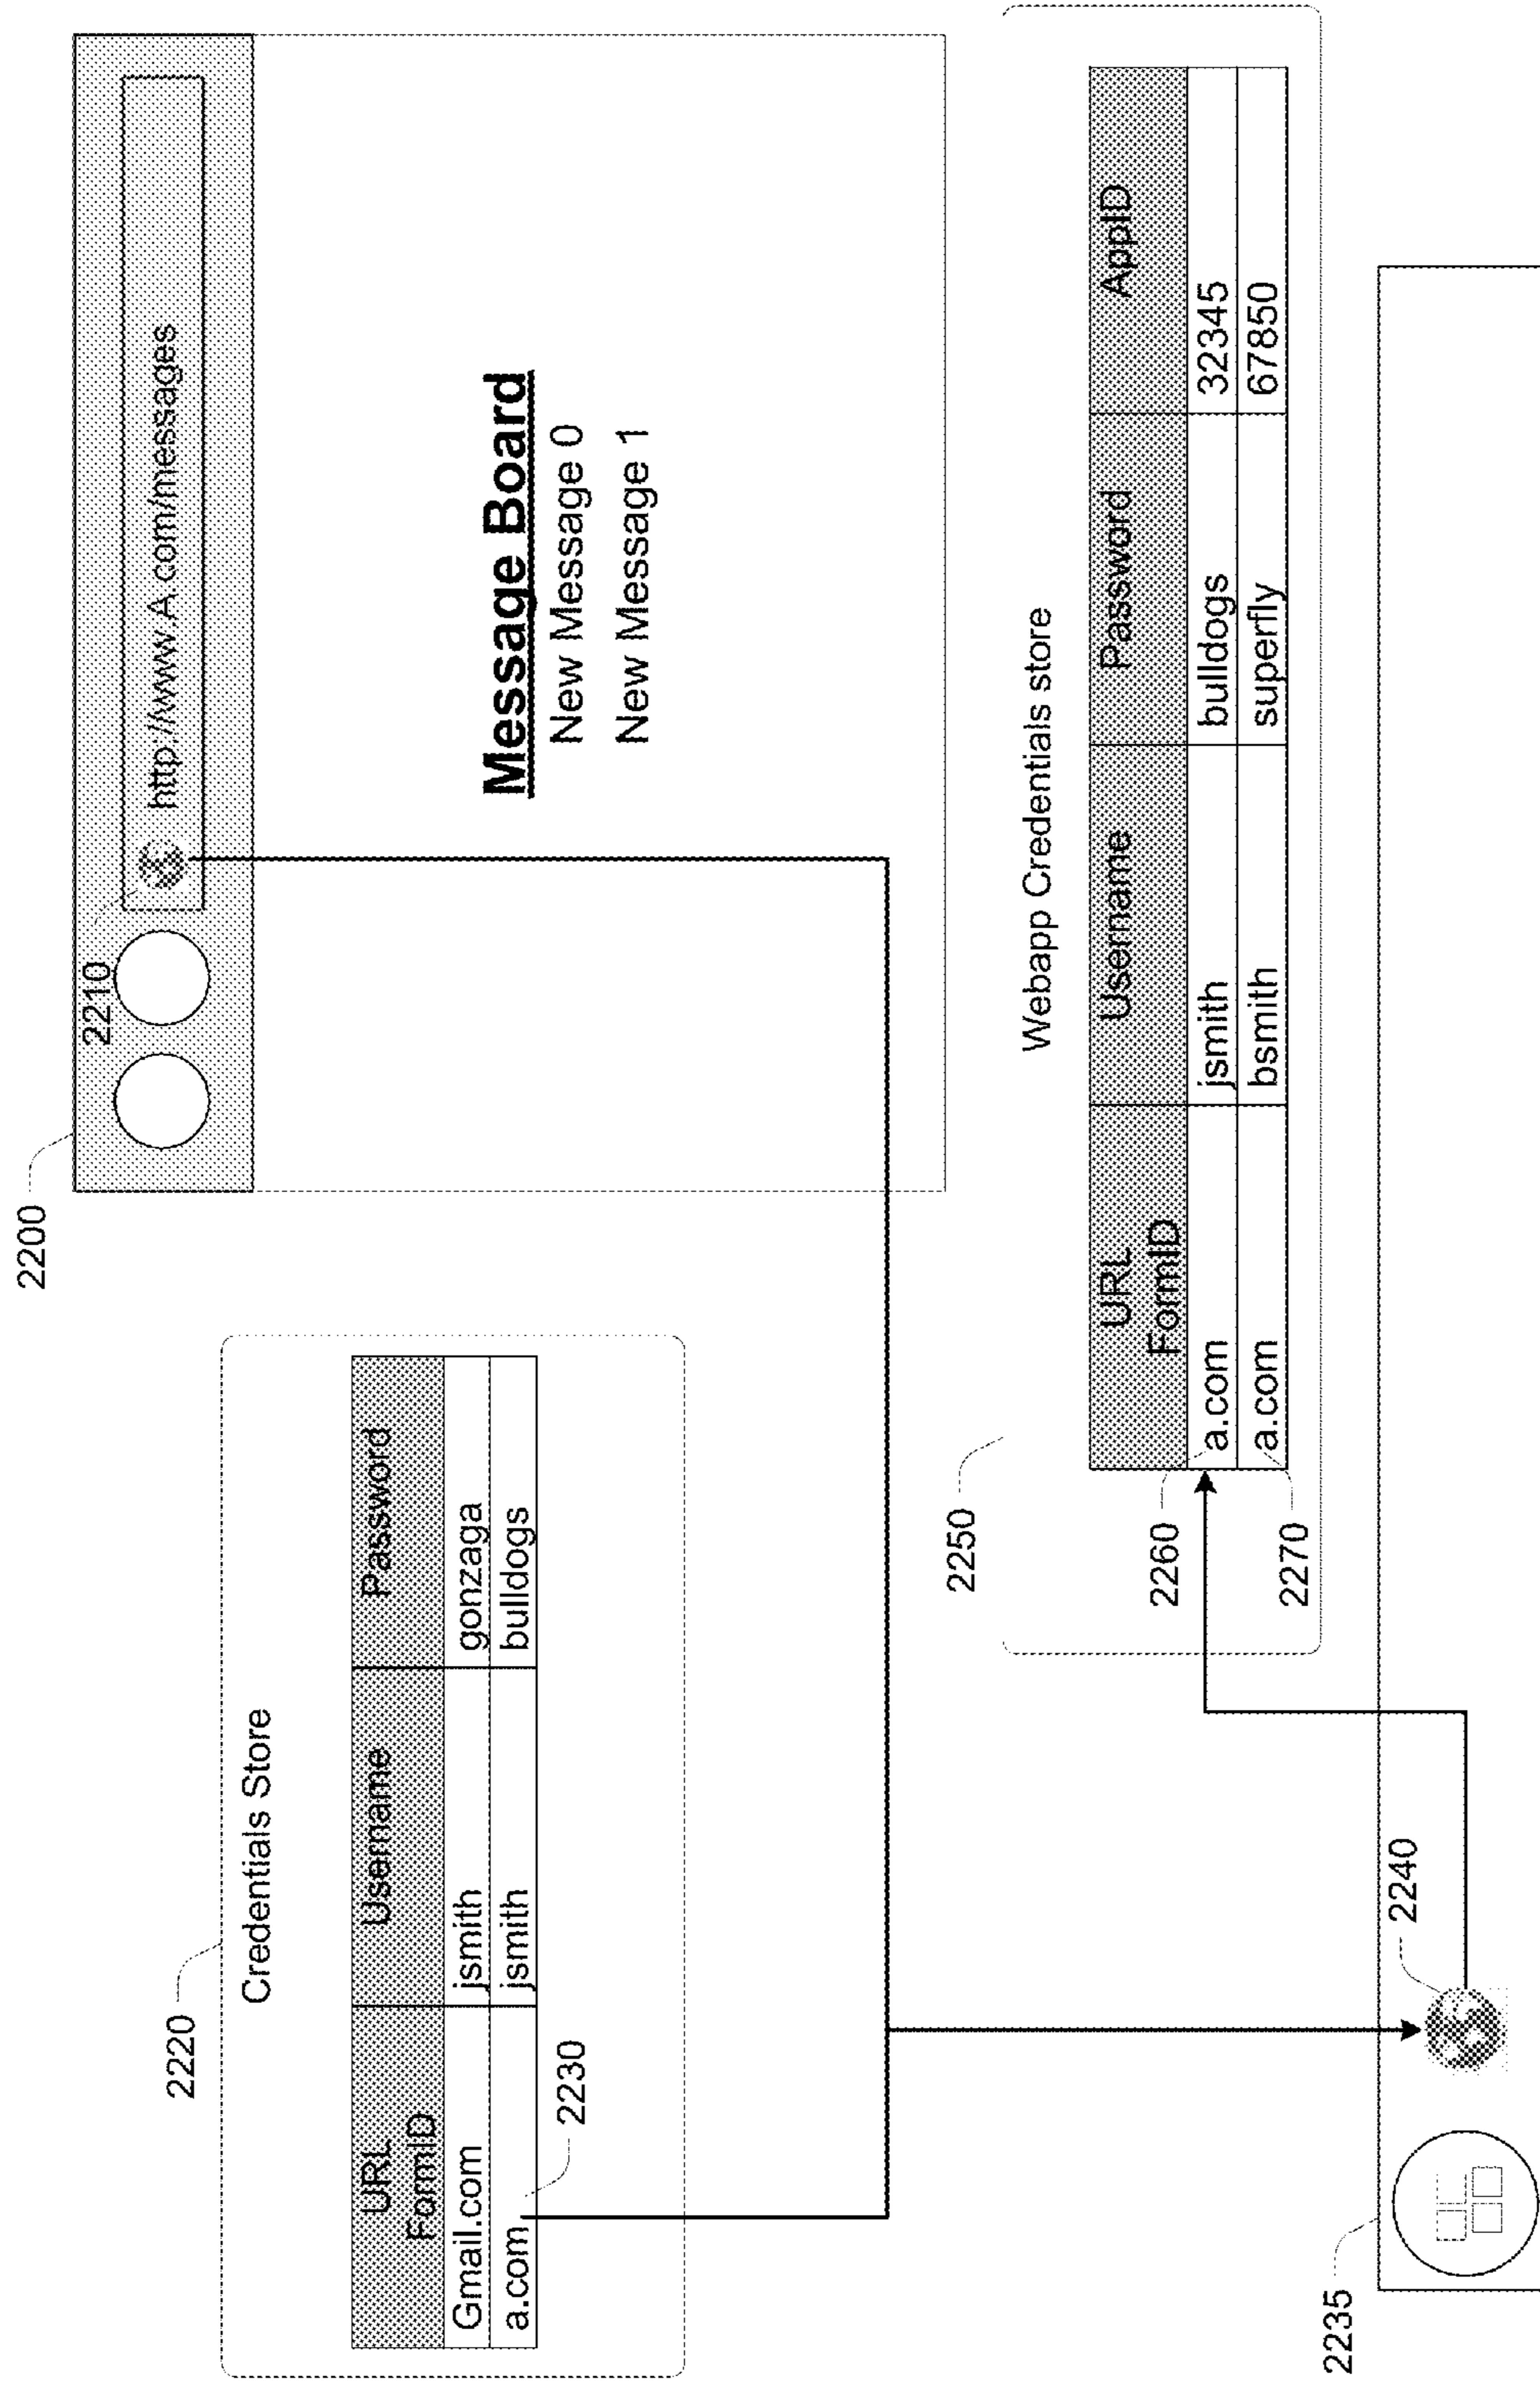 2200
2210
http://www.A.com/messages
Message Board
New Message 0
New Message 1
2220
Credentials Store
URL FormID Username Password
Gmail.com jsmith gonzaga
a.com jsmith bulldogs
2230
2250
Webapp Credentials store
URL FormID Username Password AppID
2260 a.com jsmith bulldogs 32345
2270 a.com bsmith superfly 67850
2235
2240